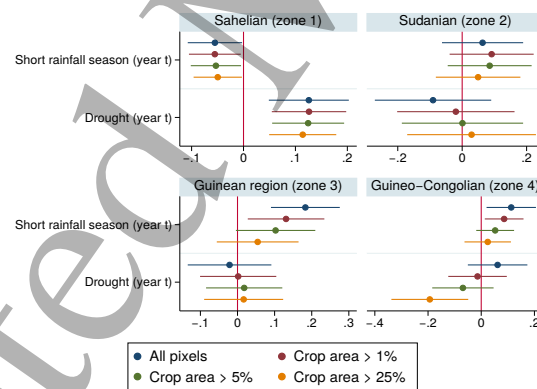 Sahelian (zone 1)
Sudanian (zone 2)
Short rainfall season (year t)
Drought (year t)
-.1 0 .1 .2
-.2 0 .2
Guinean region (zone 3)
Guineo-Congolian (zone 4)
Short rainfall season (year t)
Drought (year t)
-.1 0 .1 .2 .3
-.4 -.2 0 .2
All pixels
Crop area > 1%
Crop area > 5%
Crop area > 25%